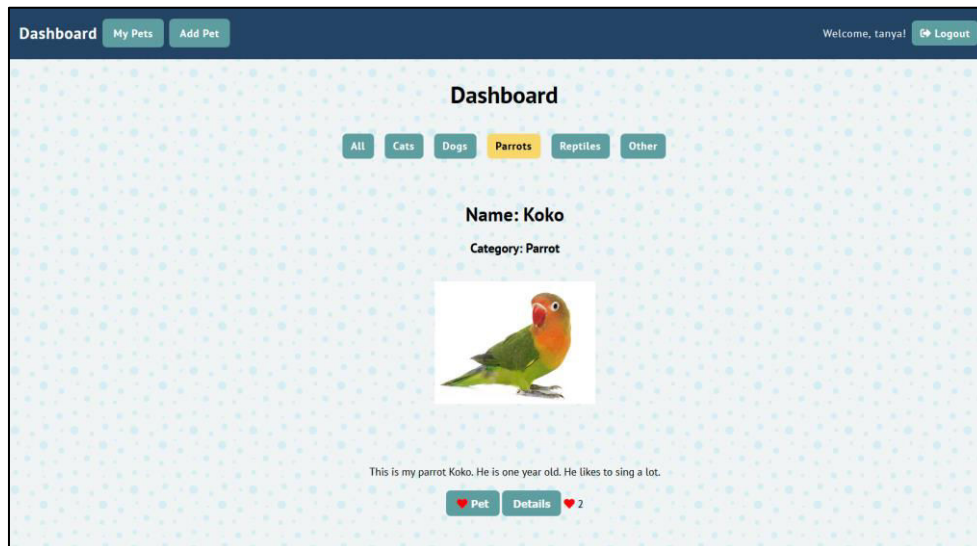 Dashboard My Pets Add Pet Welcome, tanya! Logout
Dashboard
All Cats Dogs Parrots Reptiles Other
Name: Koko
Category: Parrot
This is my parrot Koko. He is one year old. He likes to sing a lot.
Pet Details 2